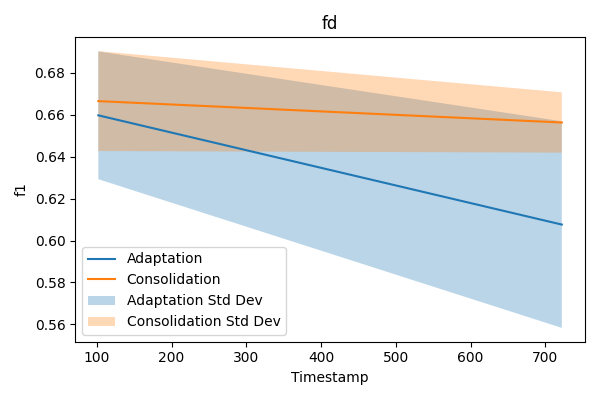 fd
f1
0.68
0.66
0.64
0.62
0.60
0.58
0.56
Adaptation
Consolidation
Adaptation Std Dev
Consolidation Std Dev
100 200 300 400 500 600 700
Timestamp